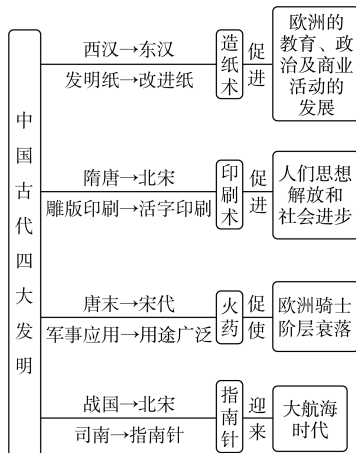 中国古代四大发明
西汉→东汉
发明纸→改进纸
造纸术
促进
欧洲的
教育、政
治及商业
活动的
发展
隋唐→北宋
雕版印刷→活字印刷
印刷术
促进
人们思想
解放和
社会进步
唐末→宋代
军事应用→用途广泛
火药
促使
欧洲骑士
阶层衰落
战国→北宋
司南→指南针
指南针
迎来
大航海
时代